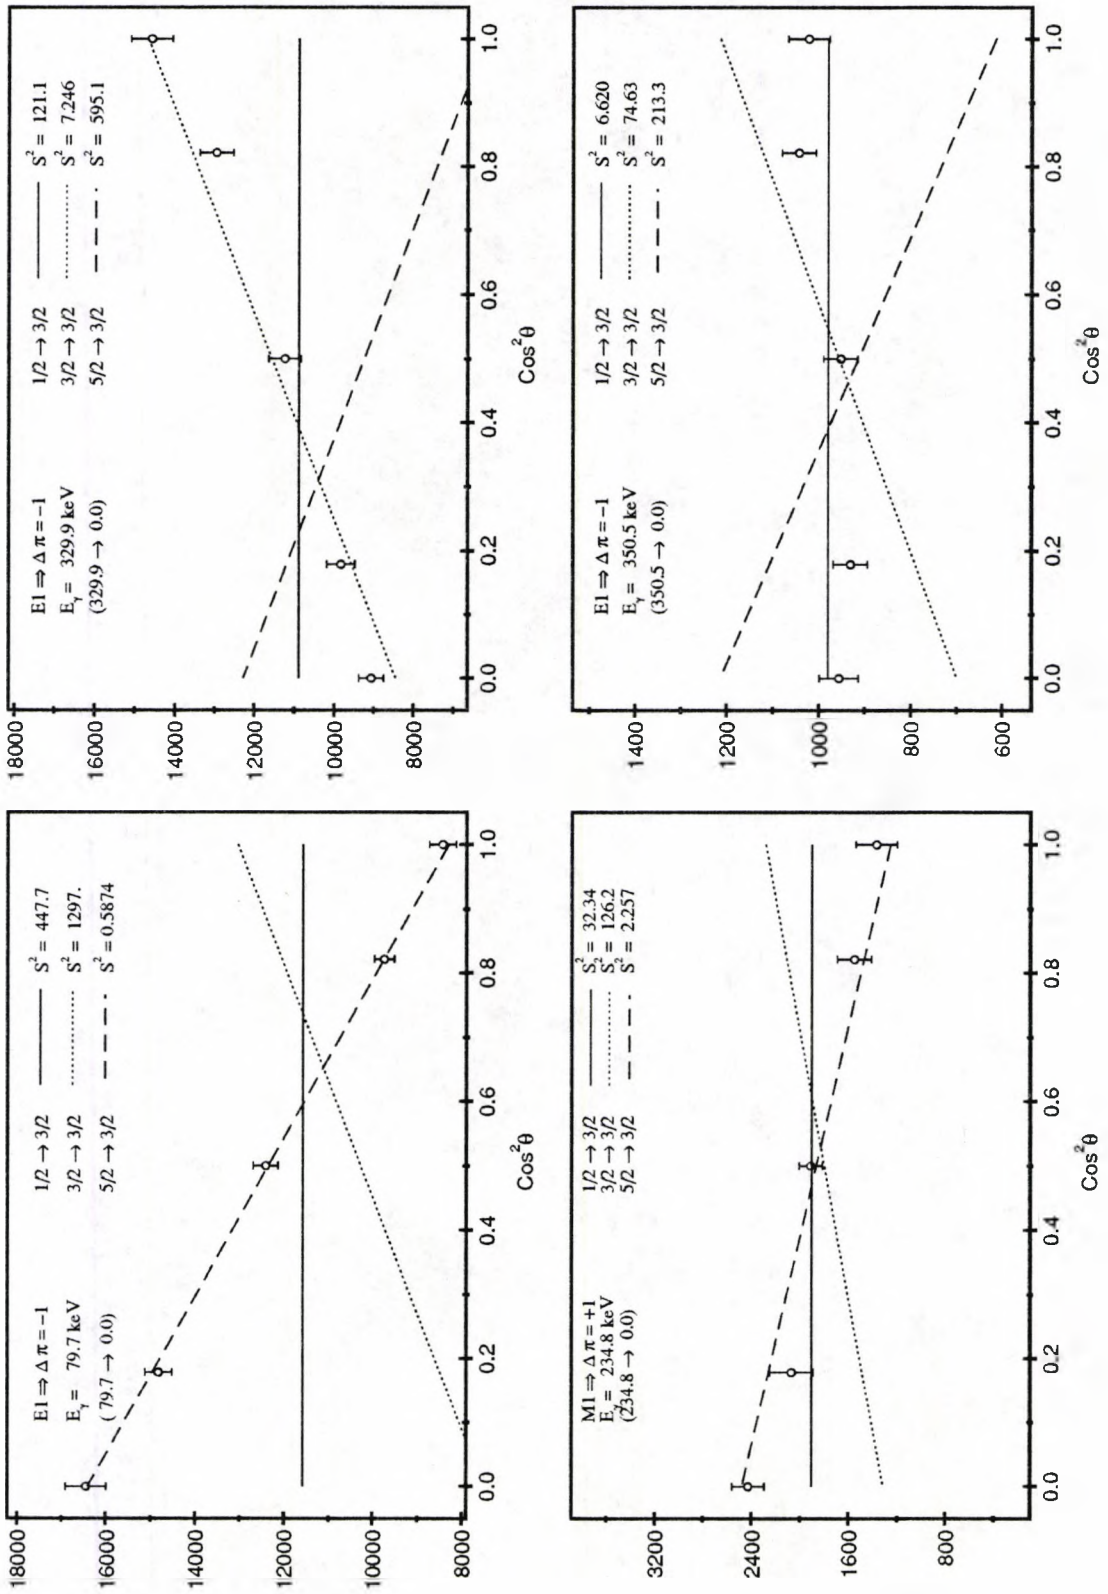 E1 ⇒ Δπ = −1
E_γ = 79.7 keV
( 79.7 → 0.0)
1/2 → 3/2 S² = 447.7
3/2 → 3/2 S² = 1297.
5/2 → 3/2 S² = 0.5874
18000
16000
14000
12000
10000
8000
0.0 0.2 0.4 0.6 0.8 1.0
Cos²θ
E1 ⇒ Δπ = −1
E_γ = 329.9 keV
(329.9 → 0.0)
1/2 → 3/2 S² = 121.1
3/2 → 3/2 S² = 7.246
5/2 → 3/2 S² = 595.1
18000
16000
14000
12000
10000
8000
0.0 0.2 0.4 0.6 0.8 1.0
Cos²θ
M1 ⇒ Δπ = +1
E_γ = 234.8 keV
(234.8 → 0.0)
1/2 → 3/2 S² = 32.34
3/2 → 3/2 S² = 126.2
5/2 → 3/2 S² = 2.257
3200
2400
1600
800
0.0 0.2 0.4 0.6 0.8 1.0
Cos²θ
E1 ⇒ Δπ = −1
E_γ = 350.5 keV
(350.5 → 0.0)
1/2 → 3/2 S² = 6.620
3/2 → 3/2 S² = 74.63
5/2 → 3/2 S² = 213.3
1400
1200
1000
800
600
0.0 0.2 0.4 0.6 0.8 1.0
Cos²θ